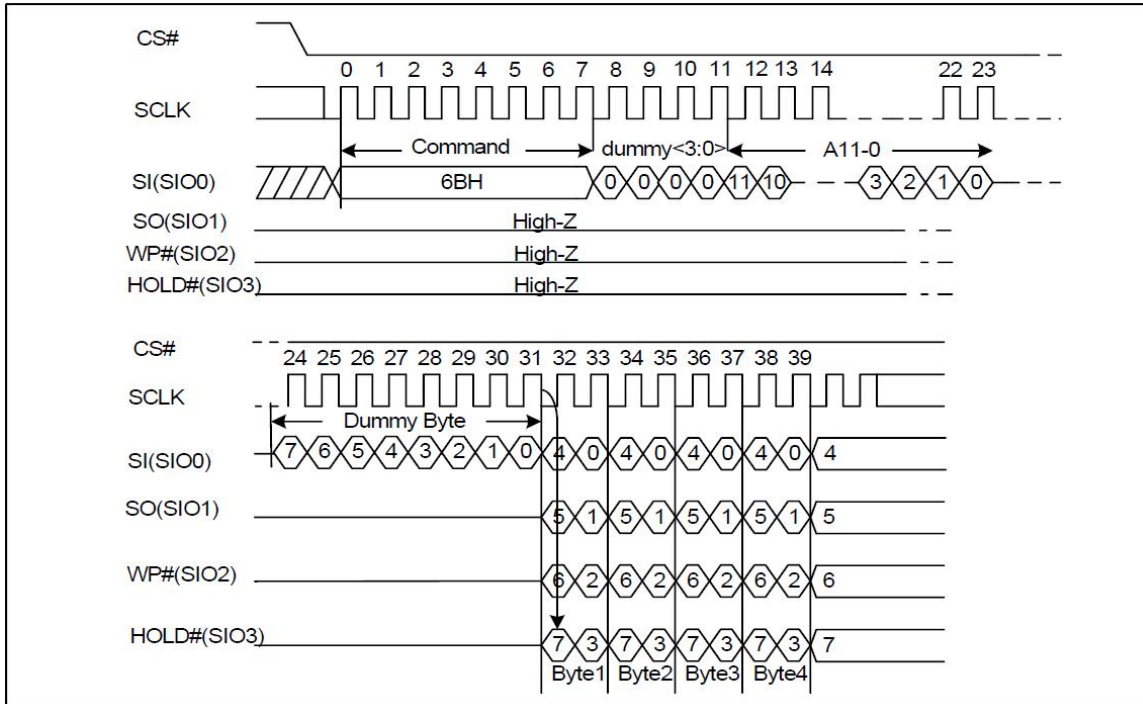 CS#
0 1 2 3 4 5 6 7 8 9 10 11 12 13 14 22 23
SCLK
Command dummy<3:0> A11-0
SI(SIO0) 6BH 0 0 0 0 11 10 3 2 1 0
SO(SIO1) High-Z
WP#(SIO2) High-Z
HOLD#(SIO3) High-Z
CS#
24 25 26 27 28 29 30 31 32 33 34 35 36 37 38 39
SCLK
Dummy Byte
SI(SIO0) 7 6 5 4 3 2 1 0 4 0 4 0 4 0 4 0 4
SO(SIO1) 5 1 5 1 5 1 5 1 5
WP#(SIO2) 6 2 6 2 6 2 6 2 6
HOLD#(SIO3) 7 3 7 3 7 3 7 3 7
Byte1 Byte2 Byte3 Byte4